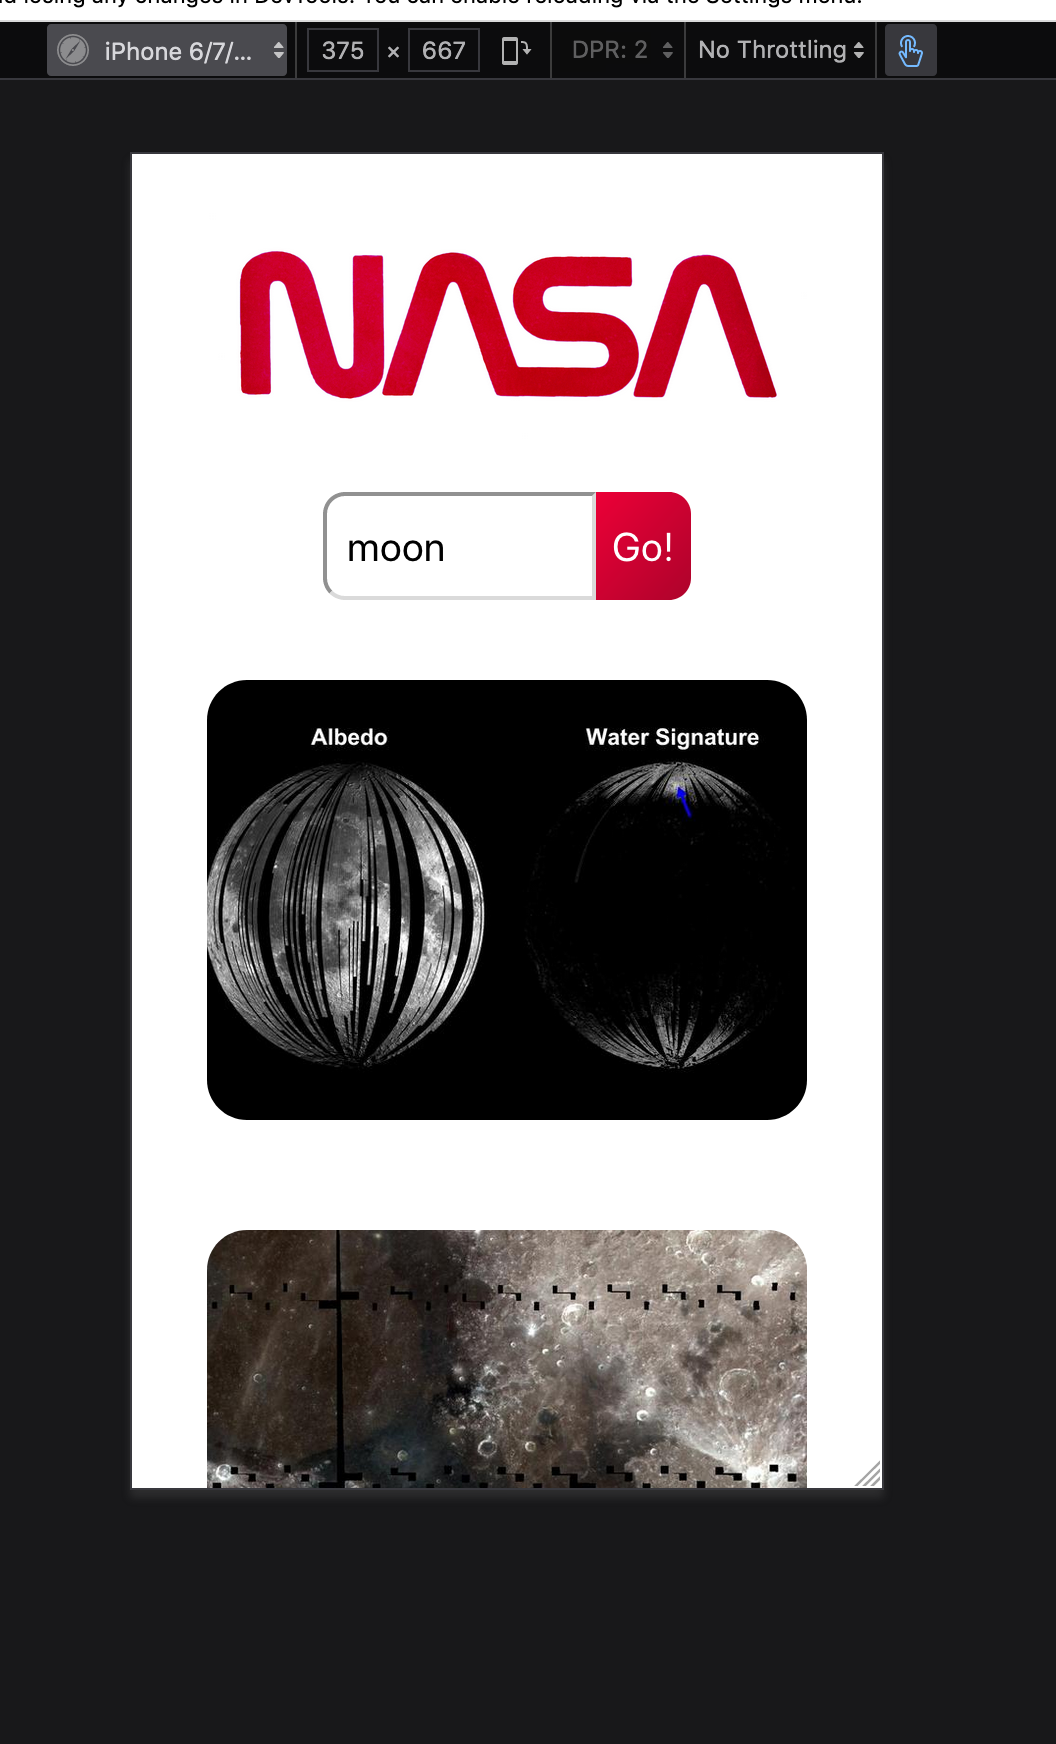 d losing any changes in DevTools. You can enable reloading via the Settings menu.
iPhone 6/7/... 375 × 667 DPR: 2 No Throttling
NASA
moon Go!
Albedo Water Signature